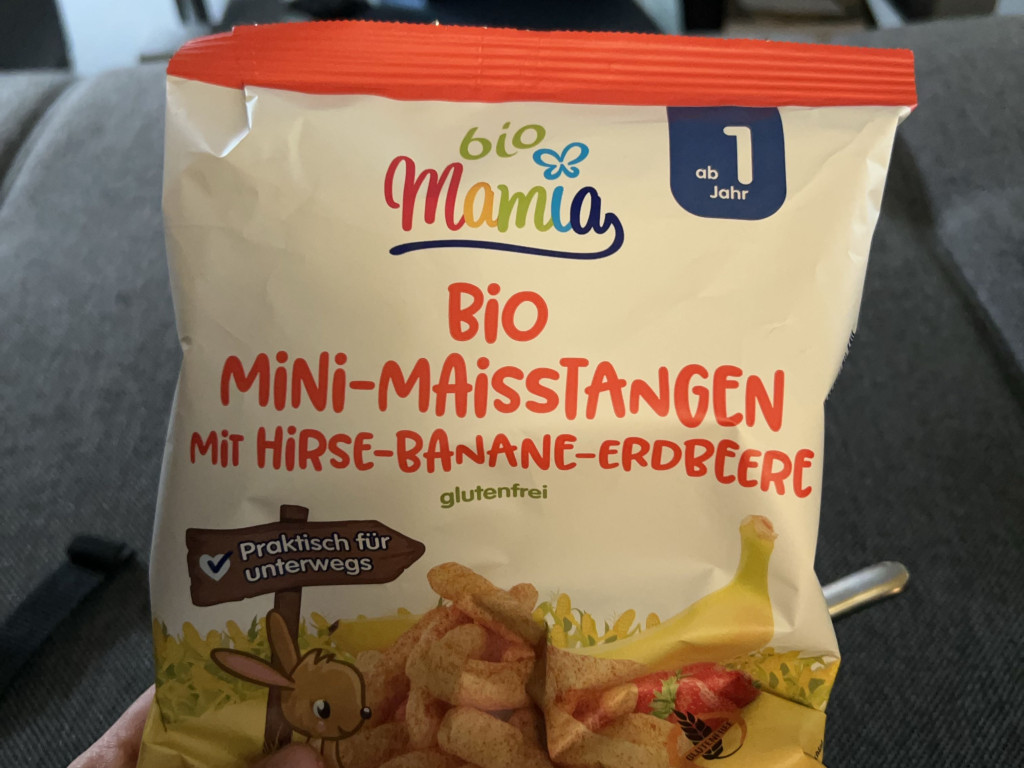 bio
Mamia
ab 1
Jahr
BiO
MiNi-MAiSSTANGEN
MiT HiRSE-BANANE-ERDBEERE
glutenfrei
Praktisch für
unterwegs